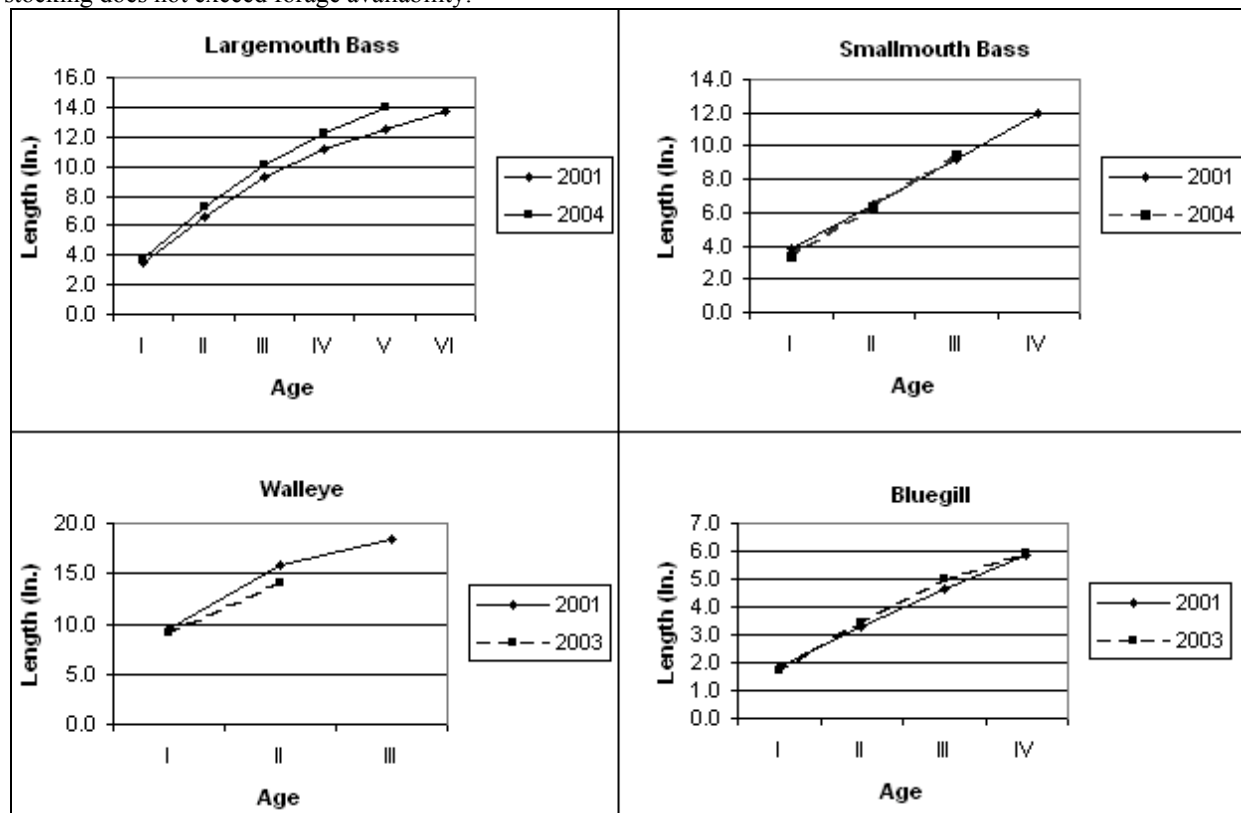 stocking does not exceed forage availability.
Largemouth Bass
16.0
14.0
12.0
10.0
8.0
6.0
4.0
2.0
0.0
Length (In.)
I II III IV V VI
Age
2001
2004
Smallmouth Bass
14.0
12.0
10.0
8.0
6.0
4.0
2.0
0.0
Length (In.)
I II III IV
Age
2001
2004
Walleye
20.0
15.0
10.0
5.0
0.0
Length (In.)
I II III
Age
2001
2003
Bluegill
7.0
6.0
5.0
4.0
3.0
2.0
1.0
0.0
Length (In.)
I II III IV
Age
2001
2003